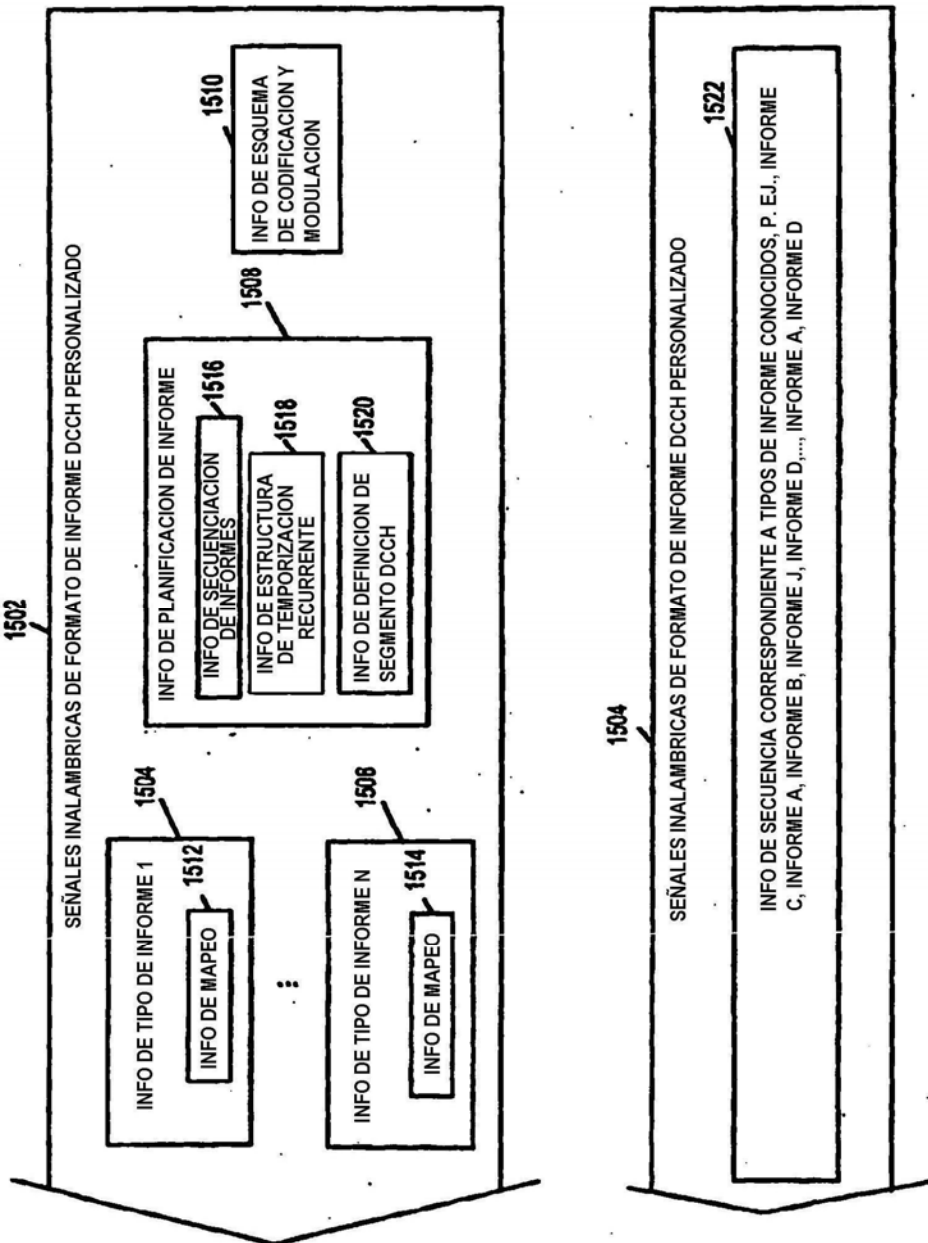 1502
SEÑALES INALAMBRICAS DE FORMATO DE INFORME DCCH PERSONALIZADO
1504
INFO DE TIPO DE INFORME 1
1512
INFO DE MAPEO
1508
INFO DE PLANIFICACION DE INFORME
1516
INFO DE SECUENCIACION
DE INFORMES
1518
INFO DE ESTRUCTURA
DE TEMPORIZACION
RECURRENTE
1520
INFO DE DEFINICION DE
SEGMENTO DCCH
1510
INFO DE ESQUEMA
DE CODIFICACION Y
MODULACION
...
1508
INFO DE TIPO DE INFORME N
1514
INFO DE MAPEO
1504
SEÑALES INALAMBRICAS DE FORMATO DE INFORME DCCH PERSONALIZADO
1522
INFO DE SECUENCIA CORRESPONDIENTE A TIPOS DE INFORME CONOCIDOS, P. EJ., INFORME
C, INFORME A, INFORME B, INFORME J, INFORME D,..., INFORME A, INFORME D